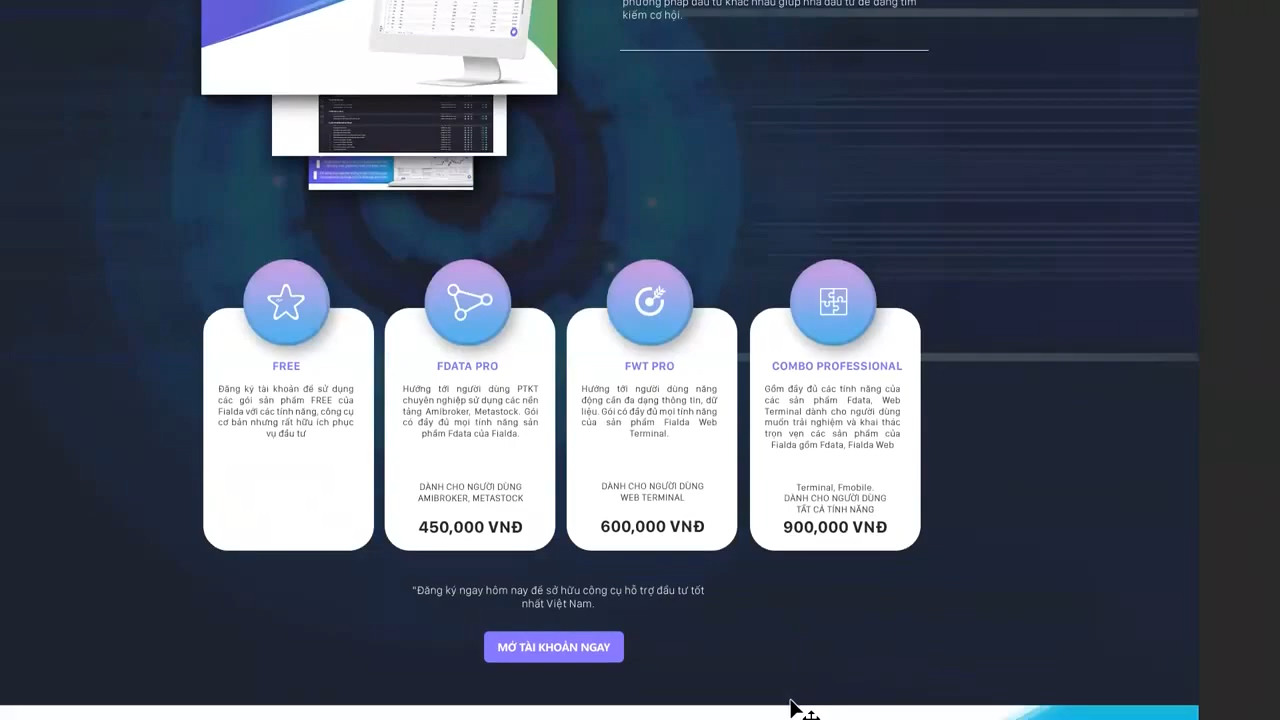 phương pháp đầu tư khác nhau giúp nhà đầu tư dễ dàng tìm
kiếm cơ hội.
FREE
Đăng ký tài khoản để sử dụng
các gói sản phẩm FREE của
Fialda với các tính năng, công cụ
cơ bản nhưng rất hữu ích phục
vụ đầu tư
FDATA PRO
Hướng tới người dùng PTKT
chuyên nghiệp sử dụng các nền
tảng Amibroker, Metastock. Gói
có đầy đủ mọi tính năng sản
phẩm Fdata của Fialda.
DÀNH CHO NGƯỜI DÙNG
AMIBROKER, METASTOCK
450,000 VNĐ
FWT PRO
Hướng tới người dùng năng
động cần đa dạng thông tin, dữ
liệu. Gói có đầy đủ mọi tính năng
của sản phẩm Fialda Web
Terminal.
DÀNH CHO NGƯỜI DÙNG
WEB TERMINAL
600,000 VNĐ
COMBO PROFESSIONAL
Gồm đầy đủ các tính năng của
các sản phẩm Fdata, Web
Terminal dành cho người dùng
muốn trải nghiệm và khai thác
trọn vẹn các sản phẩm của
Fialda gồm Fdata, Fialda Web
Terminal, Fmobile.
DÀNH CHO NGƯỜI DÙNG
TẤT CẢ TÍNH NĂNG
900,000 VNĐ
"Đăng ký ngay hôm nay để sở hữu công cụ hỗ trợ đầu tư tốt
nhất Việt Nam.
MỞ TÀI KHOẢN NGAY